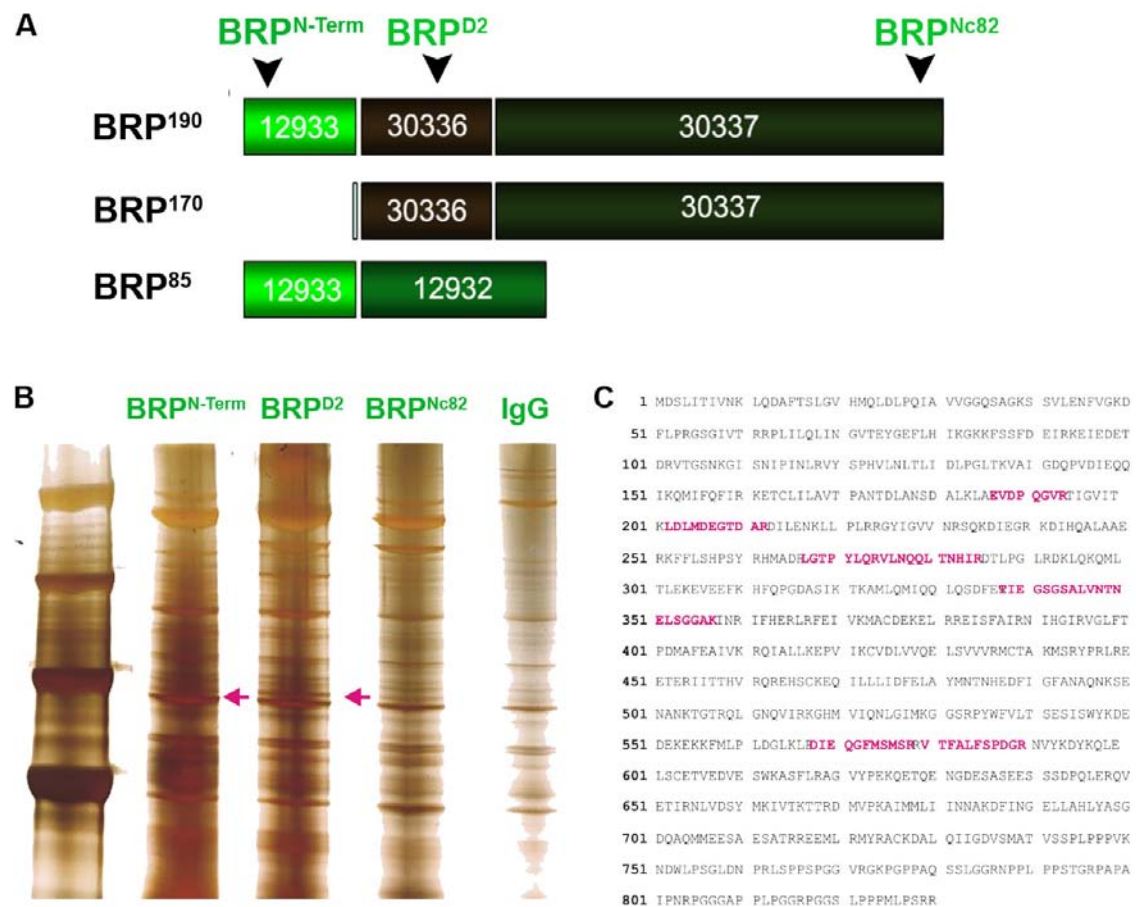 A
BRP^N-Term BRP^D2 BRP^Nc82
BRP^190 12933 30336 30337
BRP^170 30336 30337
BRP^85 12933 12932
B
BRP^N-Term BRP^D2 BRP^Nc82 IgG
C
1 MDSLITIVNK LQDAFTSLGV HMQLDLPQIA VVGGQSAGKS SVLENFVGKD
51 FLPRGSGIVT RRPLILQLIN GVTEYGEFLH IKGKKFSSFD EIRKEIEDET
101 DRVTGSNKGI SNIPINLRVY SPHVLNLTLI DLPGLTKVAI GDQPVDIEQQ
151 IKQMIFQFIR KETCLILAVT PANTDLANSD ALKLAEVDP QGVRTIGVIT
201 KLDLMDEGTD ARDILENKLL PLRRGYIGVV NRSQKDIEGR KDIHQALAAE
251 RKFFLSHPSY RHMADRLGTP YLQRVLNQQL TNHIRDTLPG LRDKLQKQML
301 TLEKEVEEFK HFQPGDASIK TKAMLQMIQQ LQSDFETIE GSGSALVNTN
351 ELSGGAKINR IFHERLRFEI VKMACDEKEL RREISFAIRN IHGIRVGLFT
401 PDMAFEAIVK RQIALLKEPV IKCVDLVVQE LSVVVRMCTA KMSRYPRLRE
451 ETERIITTHV RQREHSCKEQ ILLLIDFELA YMNTNHEDFI GFANAQNKSE
501 NANKTGTRQL GNQVIRKGHM VIQNLGIMKG GSRPYWFVLT SESISWYKDE
551 DEKEKKFMLP LDGLKLRDIE QGFMSMSRRV TFALFSPDGR NVYKDYKQLE
601 LSCETVEDVE SWKASFLRAG VYPEKQETQE NGDESASEES SSDPQLERQV
651 ETIRNLVDSY MKIVTKTTRD MVPKAIMMLI INNAKDFING ELLAHLYASG
701 DQAQMMEESA ESATRREEML RMYRACKDAL QIIGDVSMAT VSSPLPPPVK
751 NDWLPSGLDN PRLSPPSPGG VRGKPGPPAQ SSLGGRNPPL PPSTGRPAPA
801 IPNRPGGGAP PLPGGRPGGS LPPPMLPSRR